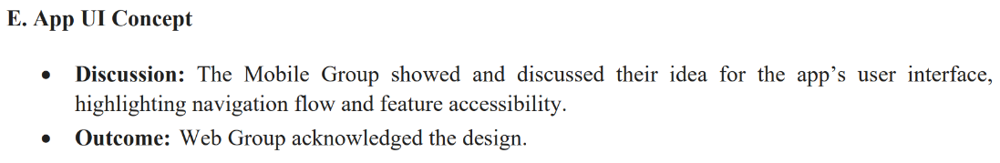 E. App UI Concept
• Discussion: The Mobile Group showed and discussed their idea for the app’s user interface,
highlighting navigation flow and feature accessibility.
• Outcome: Web Group acknowledged the design.